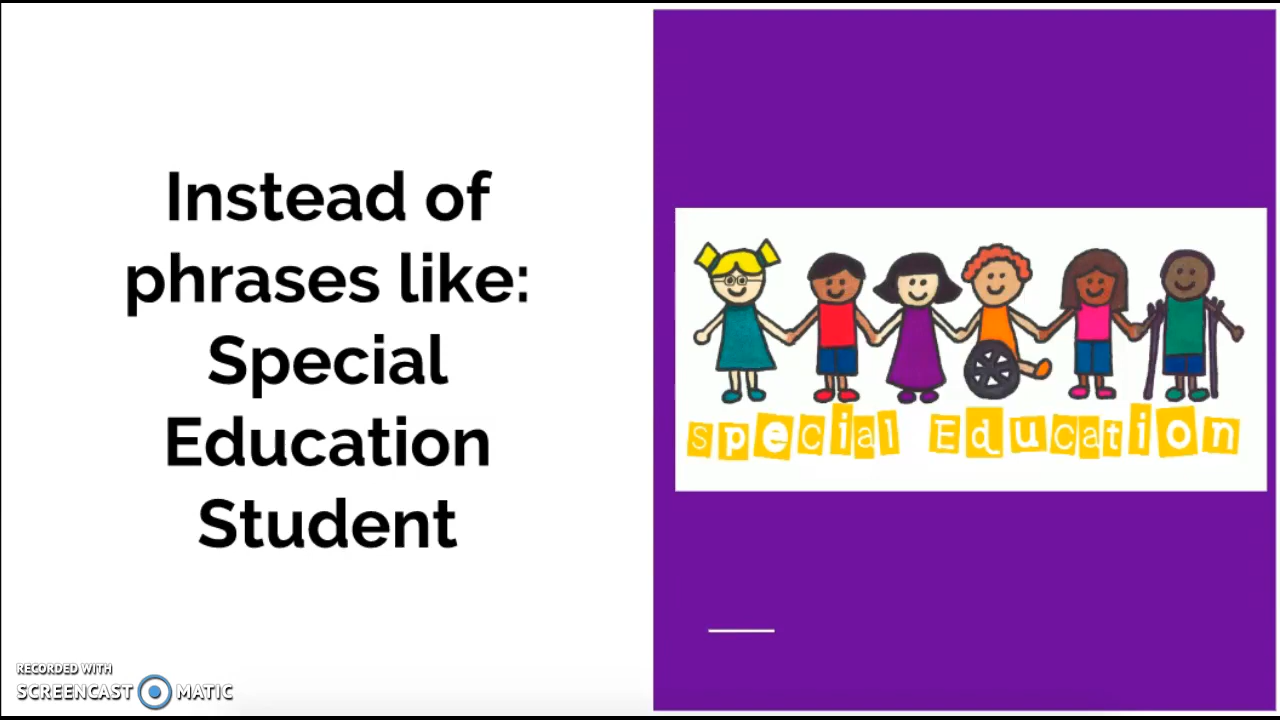 Instead of
phrases like:
Special
Education
Student
Special Education
RECORDED WITH
SCREENCAST MATIC